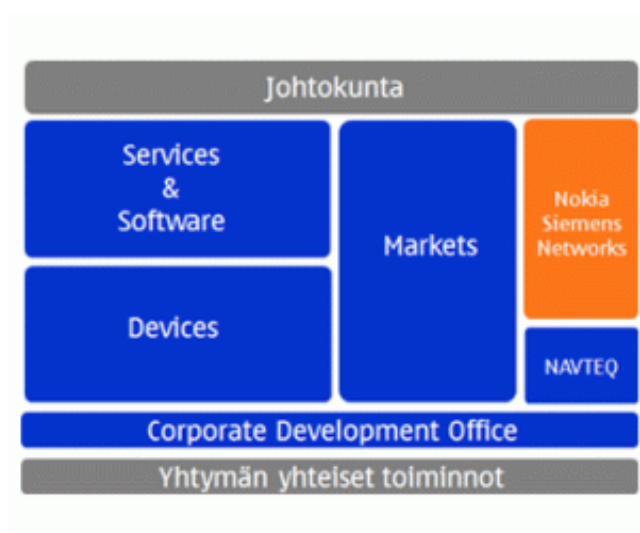 Johtokunta
Services
&
Software
Devices
Markets
Nokia
Siemens
Networks
NAVTEQ
Corporate Development Office
Yhtymän yhteiset toiminnot